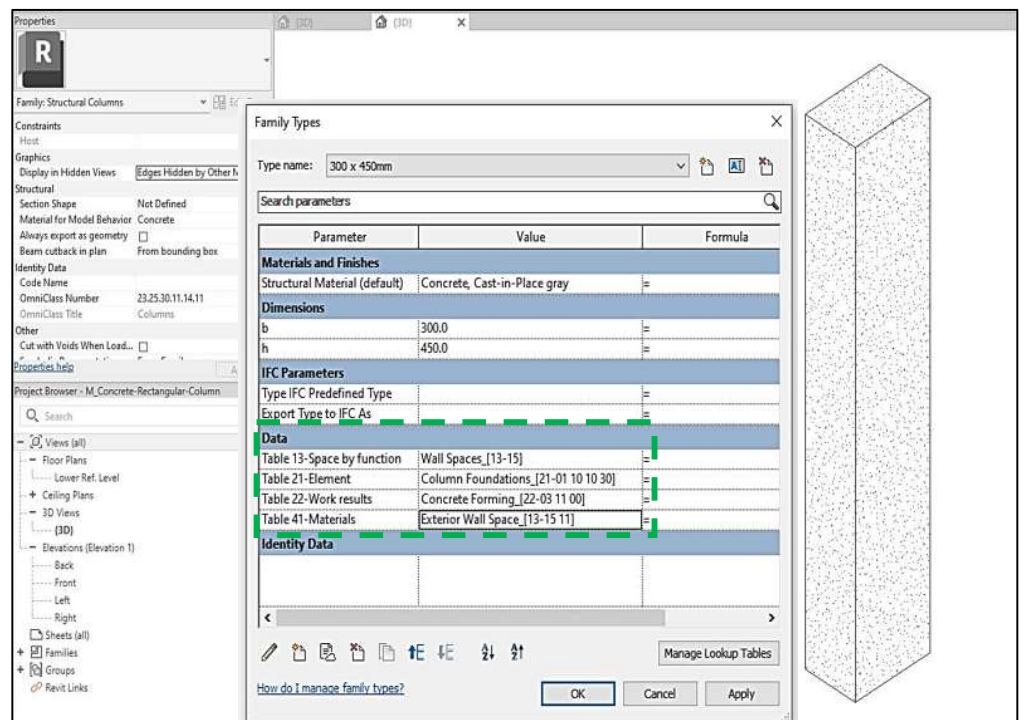 Properties
(3D)
(3D)
R
Family: Structural Columns
Constraints
Host
Graphics
Display in Hidden Views Edges Hidden by Other M
Structural
Section Shape Not Defined
Material for Model Behavior Concrete
Always export as geometry
Beam cutback in plan From bounding box
Identity Data
Code Name
OmniClass Number 23.25.30.11.14.11
OmniClass Title Columns
Other
Cut with Voids When Load...
Properties help
Project Browser - M_Concrete-Rectangular-Column
Search
Views (all)
Floor Plans
Lower Ref. Level
Ceiling Plans
3D Views
(3D)
Elevations (Elevation 1)
Back
Front
Left
Right
Sheets (all)
Families
Groups
Revit Links
Family Types
Type name: 300 x 450mm
Search parameters
Parameter Value Formula
Materials and Finishes
Structural Material (default) Concrete, Cast-in-Place gray =
Dimensions
b 300.0 =
h 450.0 =
IFC Parameters
Type IFC Predefined Type =
Export Type to IFC As =
Data
Table 13-Space by function Wall Spaces_[13-15] =
Table 21-Element Column Foundations_[21-01 10 10 30] =
Table 22-Work results Concrete Forming_[22-03 11 00] =
Table 41-Materials Exterior Wall Space_[13-15 11] =
Identity Data
Manage Lookup Tables
How do I manage family types?
OK Cancel Apply